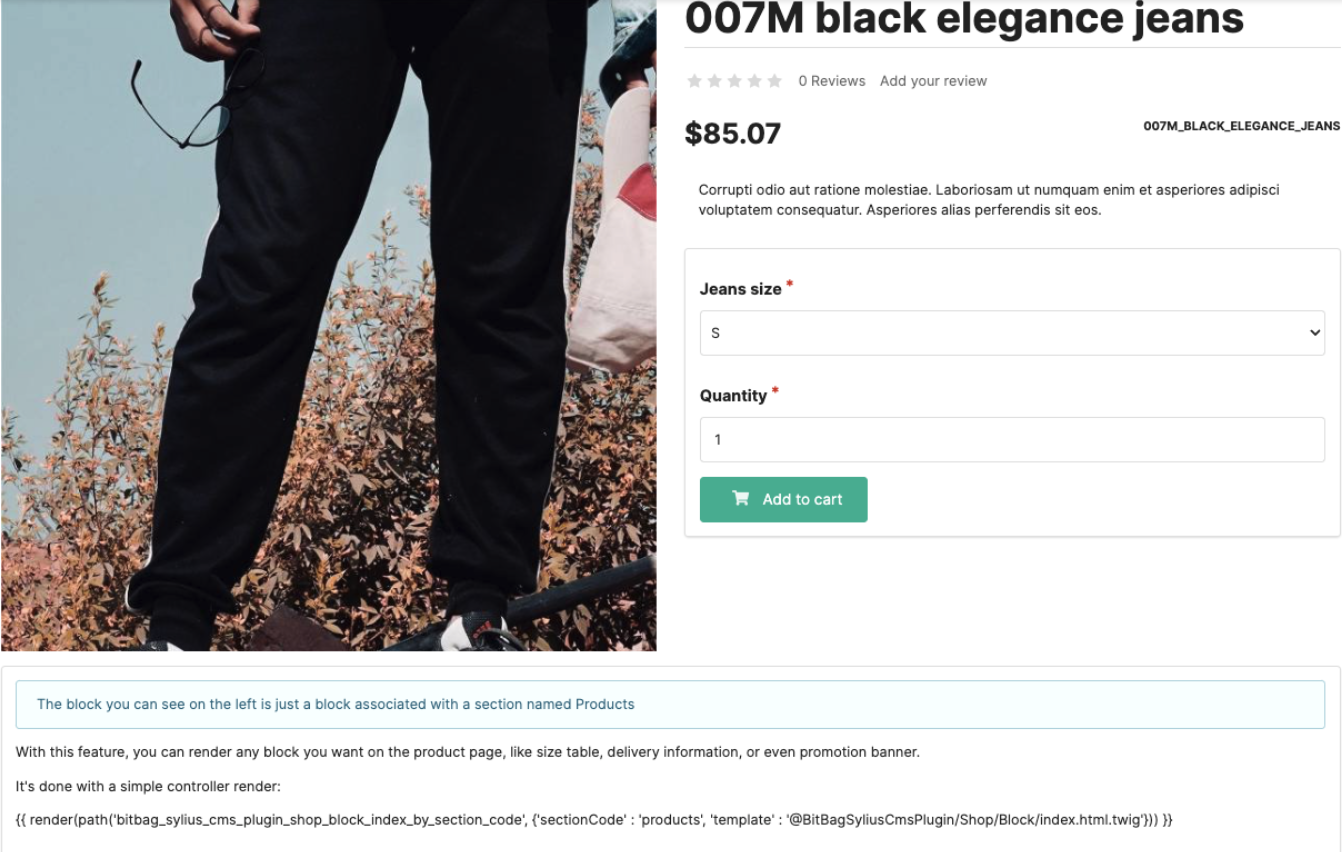 007M black elegance jeans
0 Reviews Add your review
$85.07
007M_BLACK_ELEGANCE_JEANS
Corrupti odio aut ratione molestiae. Laboriosam ut numquam enim et asperiores adipisci
voluptatem consequatur. Asperiores alias perferendis sit eos.
Jeans size *
S
Quantity *
1
Add to cart
The block you can see on the left is just a block associated with a section named Products
With this feature, you can render any block you want on the product page, like size table, delivery information, or even promotion banner.
It's done with a simple controller render:
{{ render(path('bitbag_sylius_cms_plugin_shop_block_index_by_section_code', {'sectionCode' : 'products', 'template' : '@BitBagSyliusCmsPlugin/Shop/Block/index.html.twig'})) }}